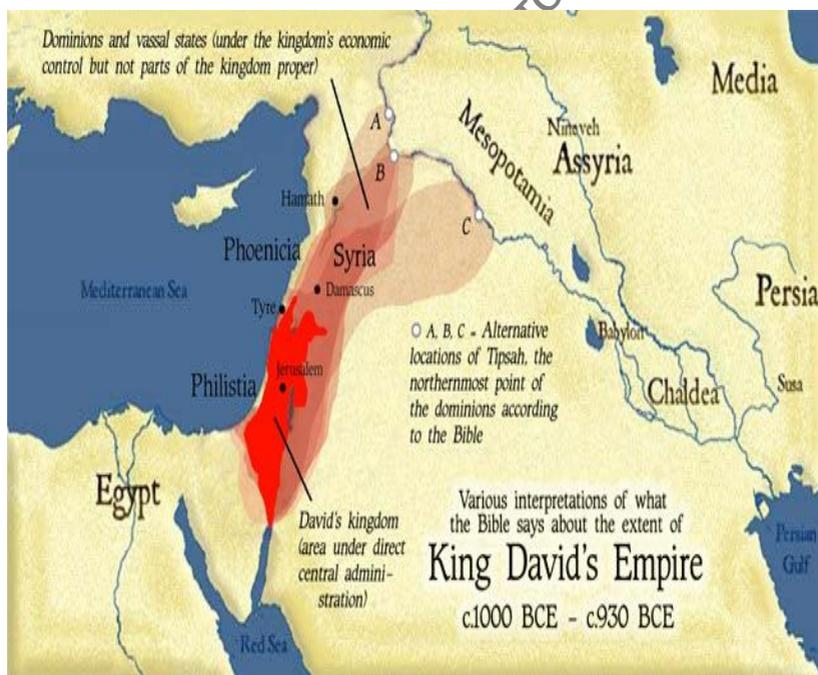 Dominions and vassal states (under the kingdom's economic
control but not parts of the kingdom proper)
Media
A
Mesopotamia
Nineveh
Assyria
B
Hamath
C
Phoenicia
Syria
Mediterranean Sea
Damascus
Tyre
Persia
A, B, C - Alternative
locations of Tipsah, the
northernmost point of
the dominions according
to the Bible
Babylon
Jerusalem
Philistia
Chaldea
Susa
Egypt
Various interpretations of what
the Bible says about the extent of
King David's Empire
c.1000 BCE - c.930 BCE
David's kingdom
(area under direct
central admini-
stration)
Persian
Gulf
Red Sea